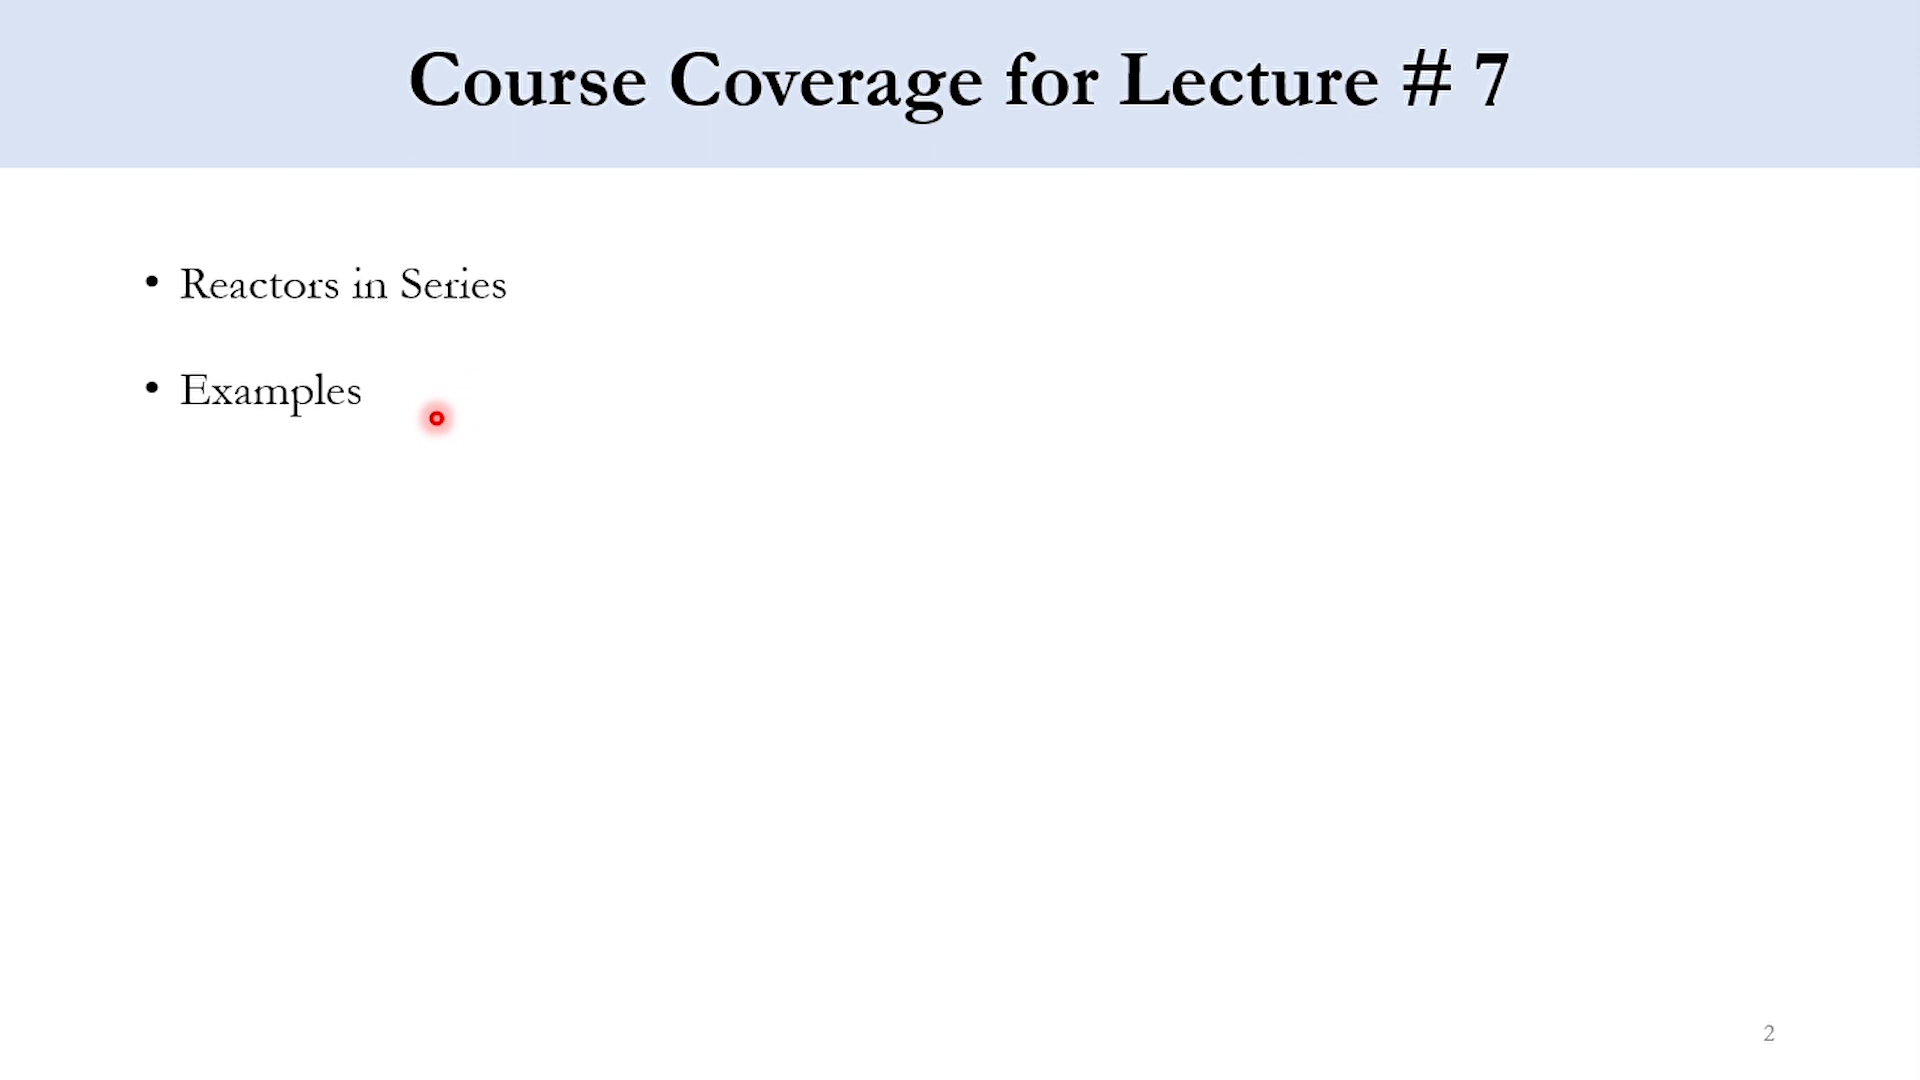 Course Coverage for Lecture # 7
• Reactors in Series
• Examples
2